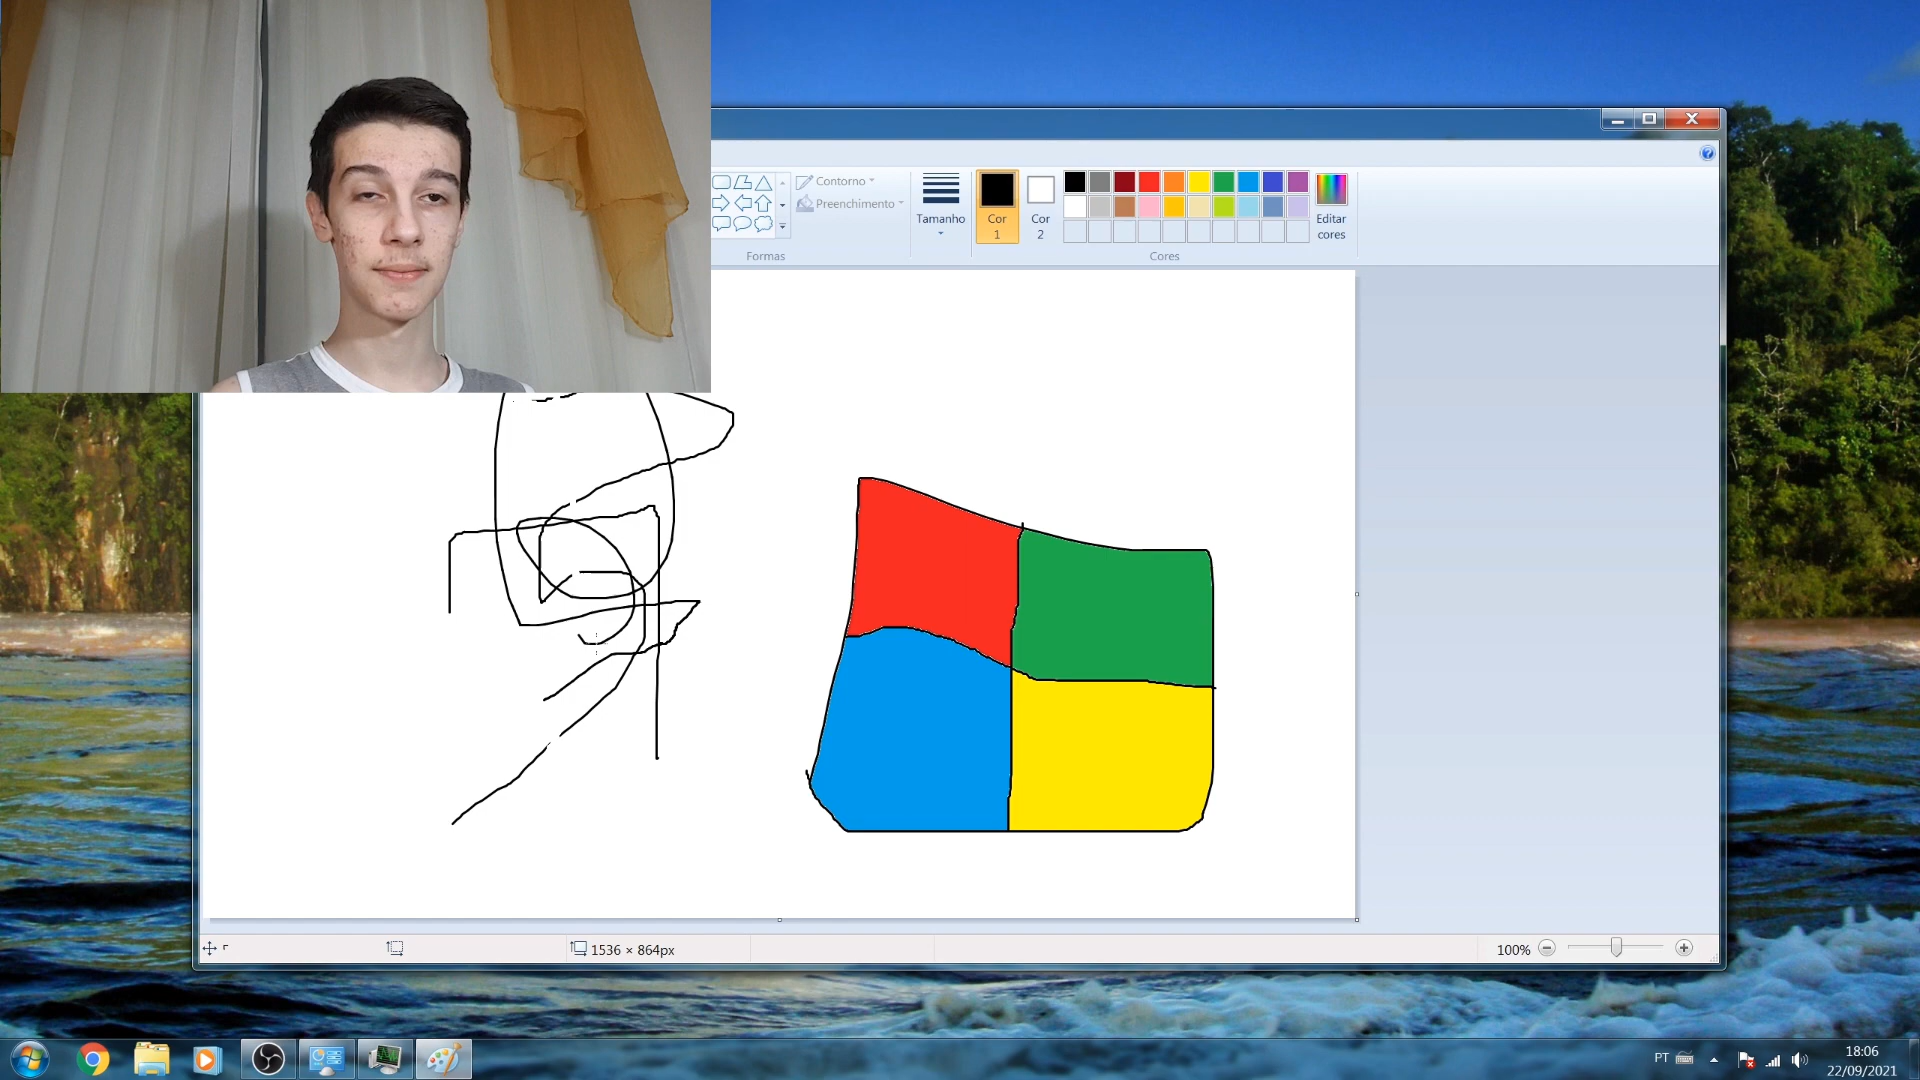 Contorno
Preenchimento
Tamanho
Cor
1
Cor
2
Editar
cores
Formas
Cores
1536 × 864px
100%
PT
18:06
22/09/2021